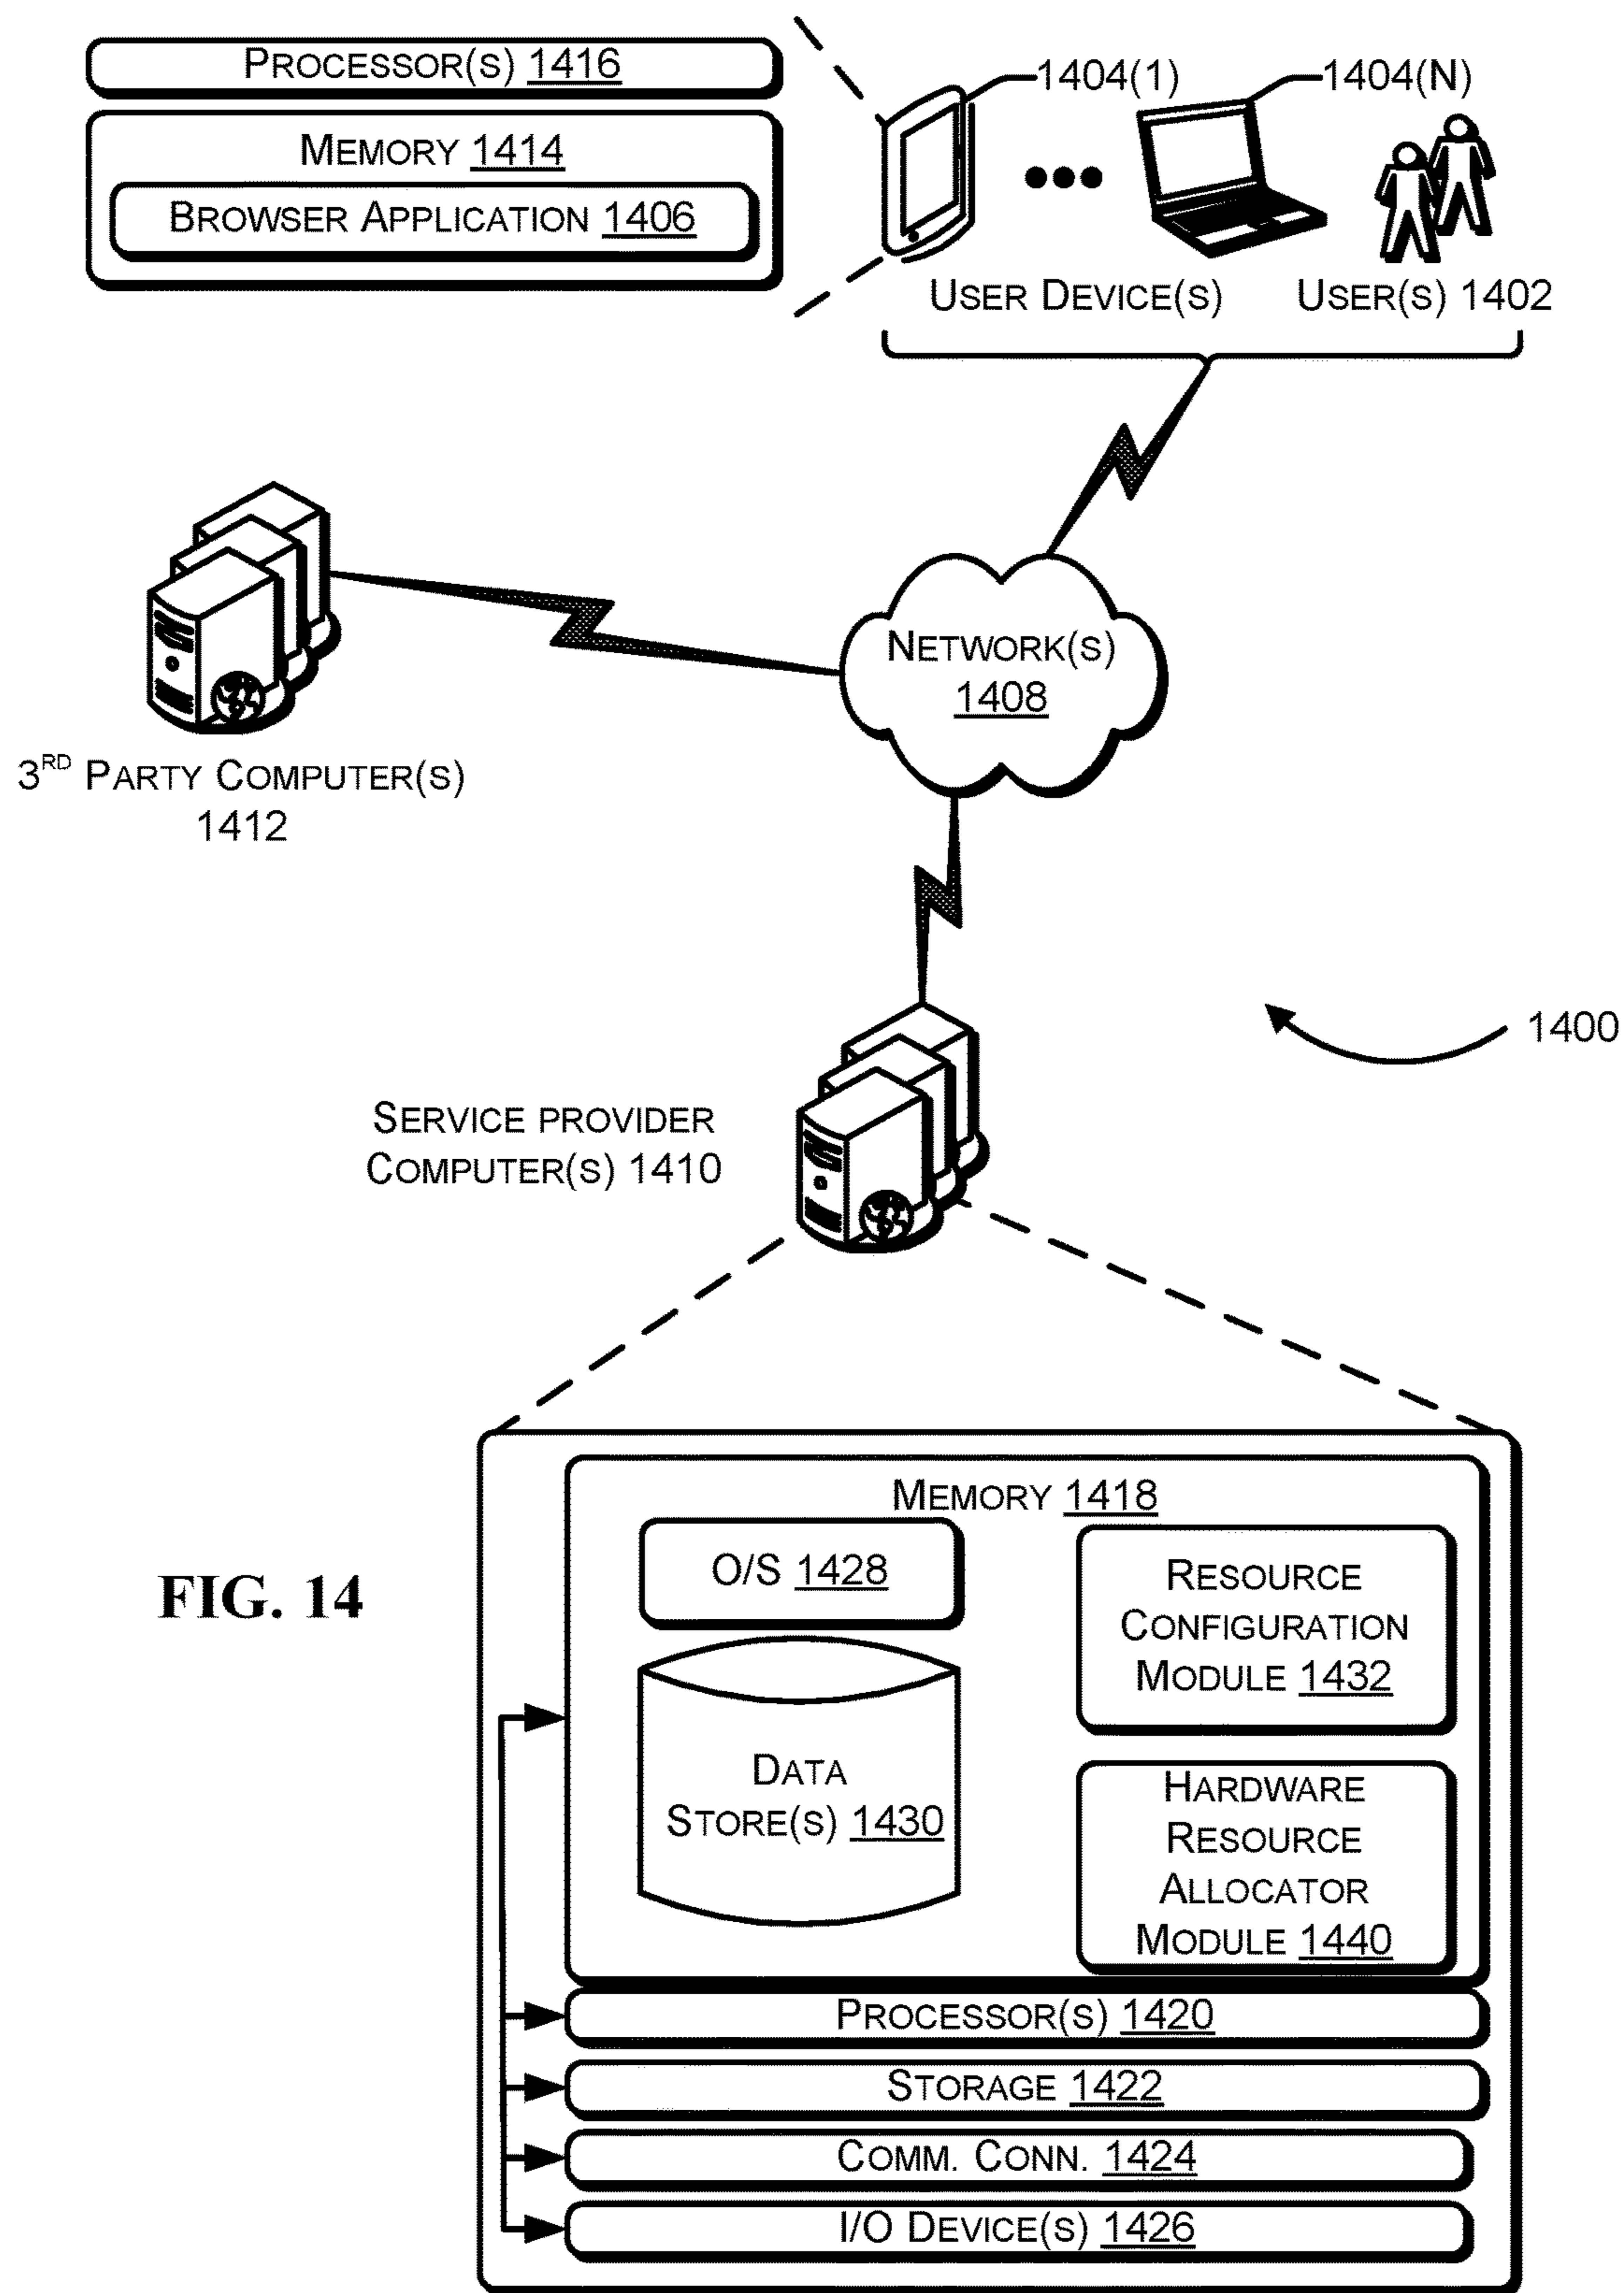 PROCESSOR(S) 1416
MEMORY 1414
BROWSER APPLICATION 1406
1404(1)
1404(N)
USER DEVICE(S)
USER(S) 1402
NETWORK(S)
1408
3RD PARTY COMPUTER(S)
1412
1400
SERVICE PROVIDER
COMPUTER(S) 1410
FIG. 14
MEMORY 1418
O/S 1428
DATA
STORE(S) 1430
RESOURCE
CONFIGURATION
MODULE 1432
HARDWARE
RESOURCE
ALLOCATOR
MODULE 1440
PROCESSOR(S) 1420
STORAGE 1422
COMM. CONN. 1424
I/O DEVICE(S) 1426